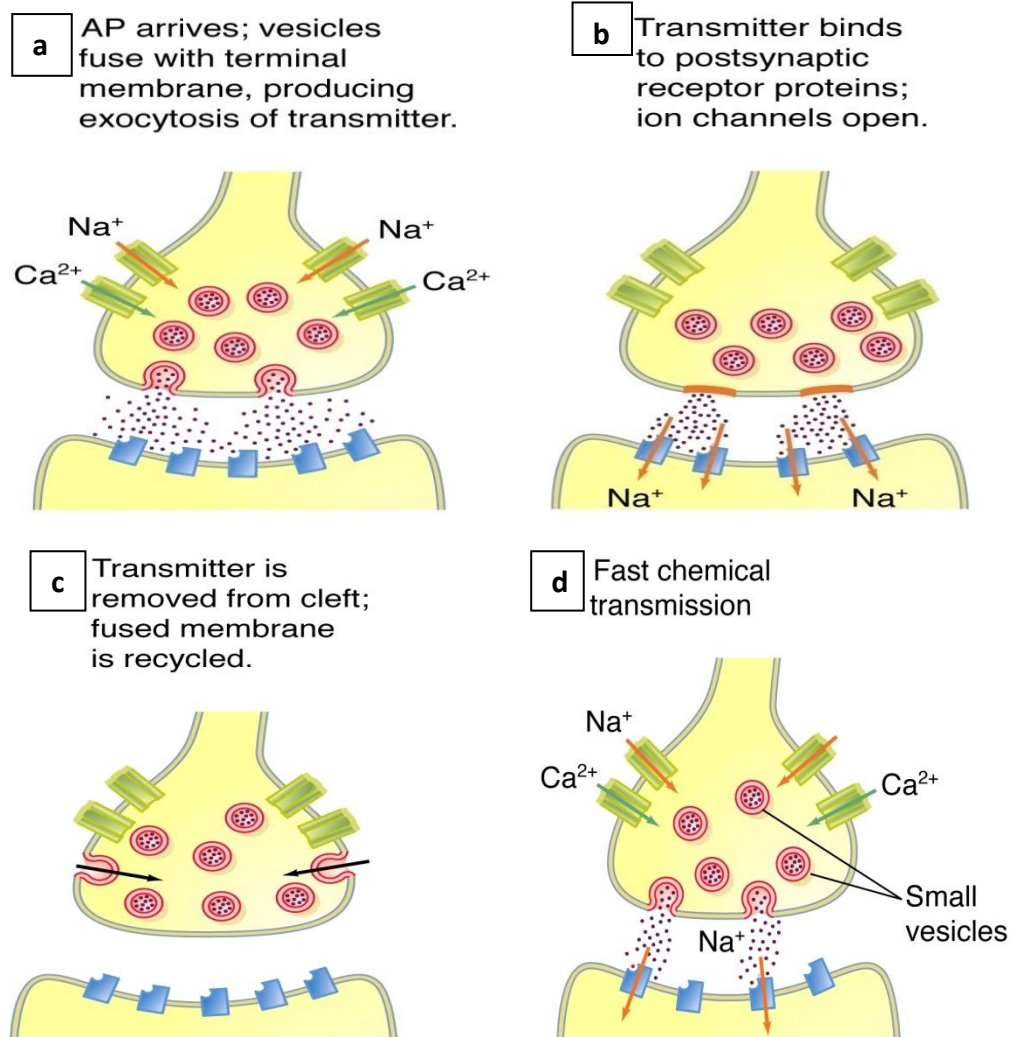 a
AP arrives; vesicles
fuse with terminal
membrane, producing
exocytosis of transmitter.
Na⁺
Na⁺
Ca²⁺
Ca²⁺
b
Transmitter binds
to postsynaptic
receptor proteins;
ion channels open.
Na⁺
Na⁺
c
Transmitter is
removed from cleft;
fused membrane
is recycled.
d
Fast chemical
transmission
Na⁺
Ca²⁺
Ca²⁺
Small
vesicles
Na⁺